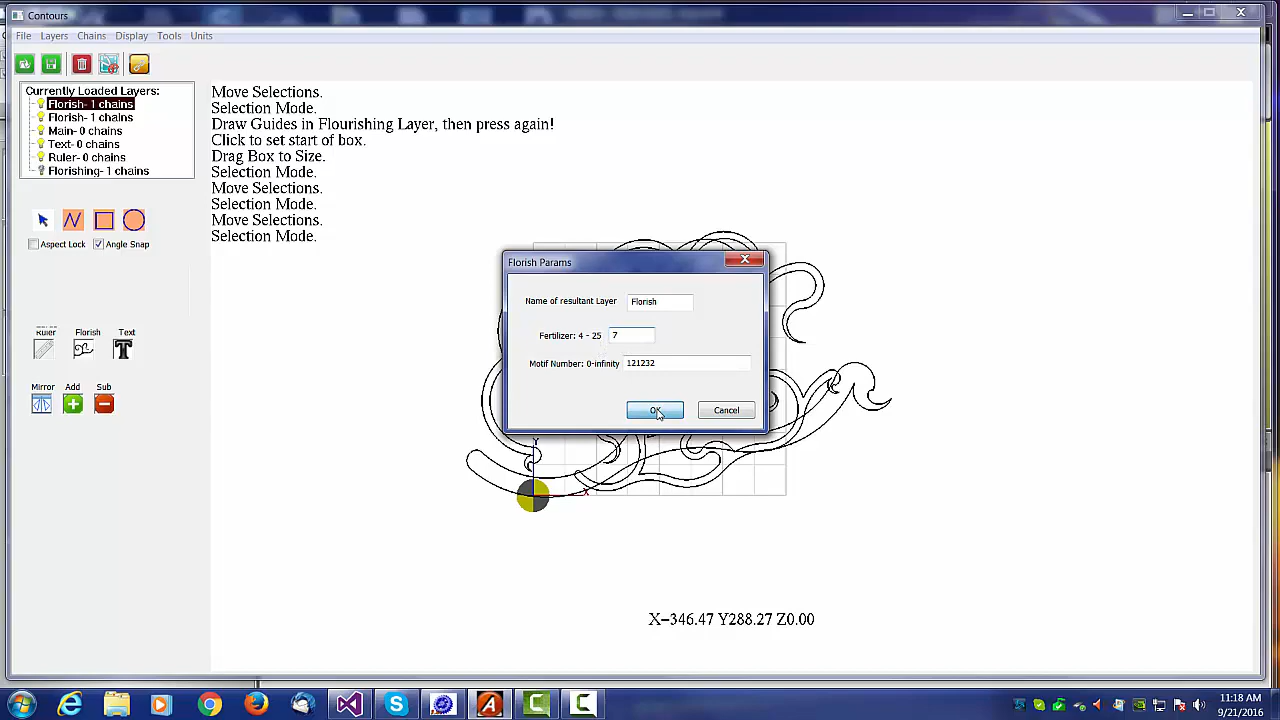 Contours
File Layers Chains Display Tools Units
Currently Loaded Layers:
Florish- 1 chains
Florish- 1 chains
Main- 0 chains
Text- 0 chains
Ruler- 0 chains
Florishing- 1 chains
Aspect Lock Angle Snap
Ruler Florish Text
Mirror Add Sub
Move Selections.
Selection Mode.
Draw Guides in Flourishing Layer, then press again!
Click to set start of box.
Drag Box to Size.
Selection Mode.
Move Selections.
Selection Mode.
Move Selections.
Selection Mode.
Florish Params
Name of resultant Layer Florish
Fertilizer: 4 - 25 7
Motif Number: 0-infinity 121232
OK Cancel
Y
X
X-346.47 Y288.27 Z0.00
11:18 AM
9/21/2016